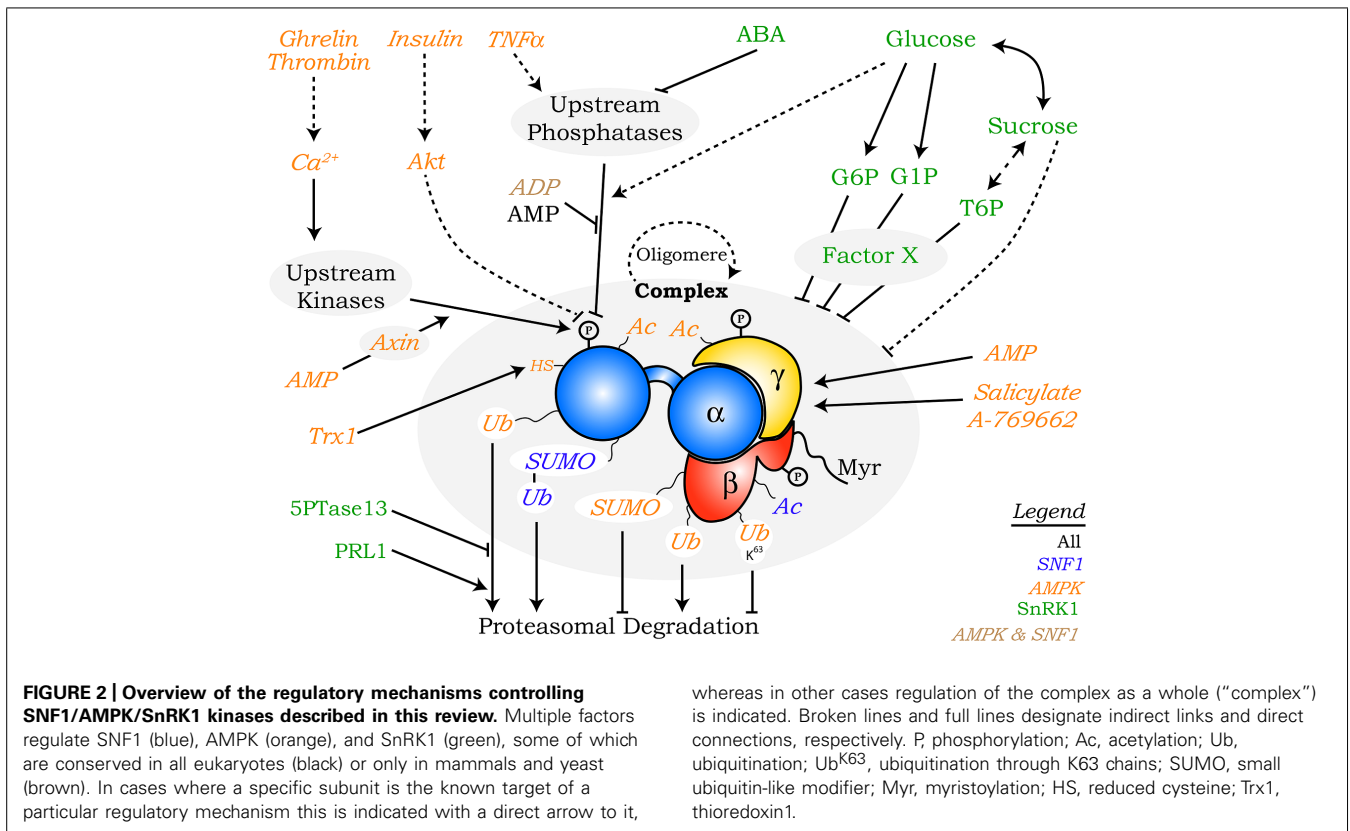 Ghrelin
Thrombin
Insulin
TNFα
ABA
Glucose
Upstream
Phosphatases
Sucrose
Ca2+
Akt
G6P G1P
ADP
AMP
T6P
Oligomere
Complex
Factor X
Upstream
Kinases
P
Ac
Ac
P
Axin
AMP
HS
γ
AMP
α
Salicylate
A-769662
Trx1
Ub
SUMO
Ub
β
P
Myr
SUMO
Ac
Ub
Ub
K63
5PTase13
PRL1
Proteasomal Degradation
Legend
All
SNF1
AMPK
SnRK1
AMPK & SNF1
FIGURE 2 | Overview of the regulatory mechanisms controlling
SNF1/AMPK/SnRK1 kinases described in this review. Multiple factors
regulate SNF1 (blue), AMPK (orange), and SnRK1 (green), some of which
are conserved in all eukaryotes (black) or only in mammals and yeast
(brown). In cases where a specific subunit is the known target of a
particular regulatory mechanism this is indicated with a direct arrow to it,
whereas in other cases regulation of the complex as a whole (“complex”)
is indicated. Broken lines and full lines designate indirect links and direct
connections, respectively. P, phosphorylation; Ac, acetylation; Ub,
ubiquitination; UbK63, ubiquitination through K63 chains; SUMO, small
ubiquitin-like modifier; Myr, myristoylation; HS, reduced cysteine; Trx1,
thioredoxin1.